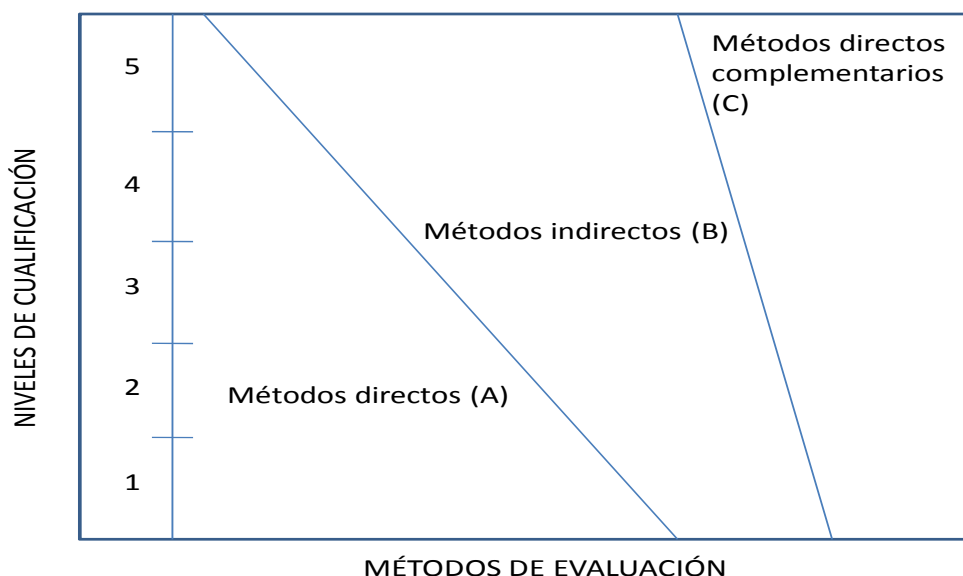 NIVELES DE CUALIFICACIÓN
5
4
3
2
1
Métodos directos
complementarios
(C)
Métodos indirectos (B)
Métodos directos (A)
MÉTODOS DE EVALUACIÓN